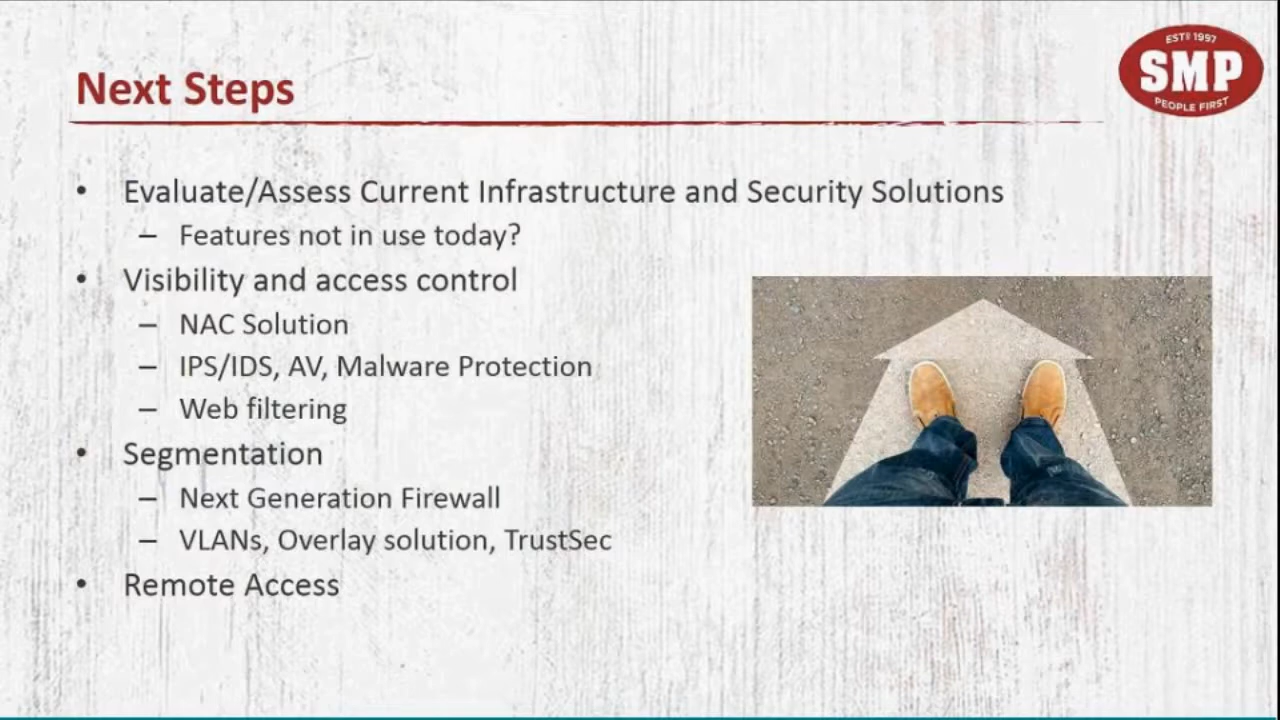 Next Steps
ESTD 1997
SMP
PEOPLE FIRST
• Evaluate/Assess Current Infrastructure and Security Solutions
– Features not in use today?
• Visibility and access control
– NAC Solution
– IPS/IDS, AV, Malware Protection
– Web filtering
• Segmentation
– Next Generation Firewall
– VLANs, Overlay solution, TrustSec
• Remote Access